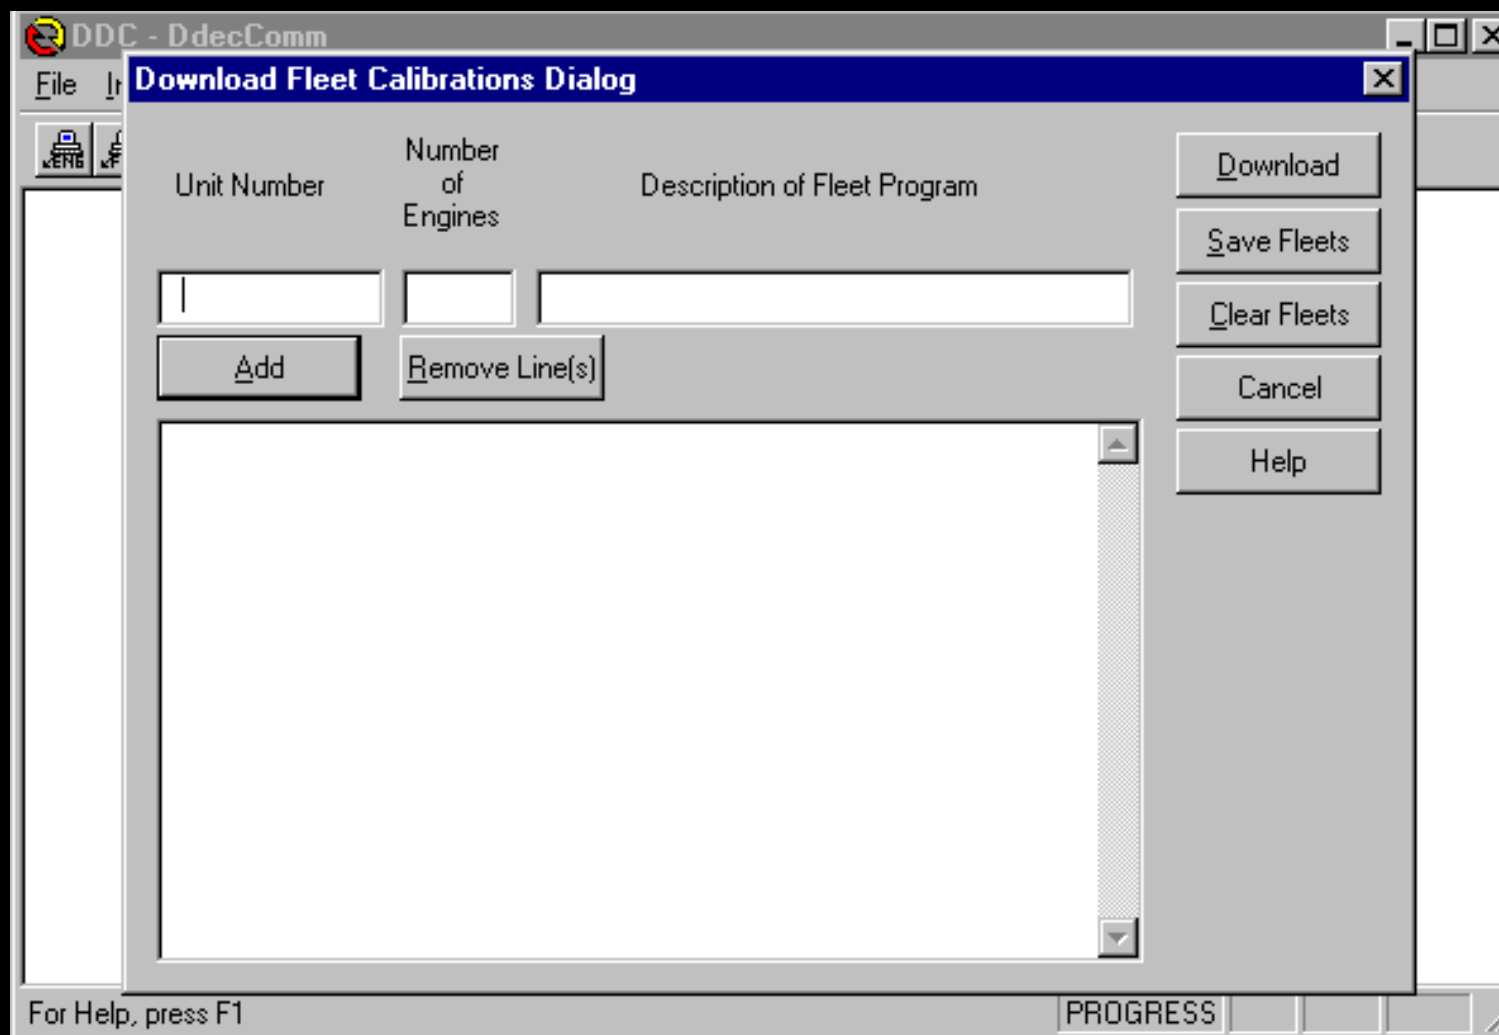 DDC - DdecComm
File
Download Fleet Calibrations Dialog
ENG
Unit Number
Number
of
Engines
Description of Fleet Program
Add
Remove Line(s)
Download
Save Fleets
Clear Fleets
Cancel
Help
For Help, press F1
PROGRESS